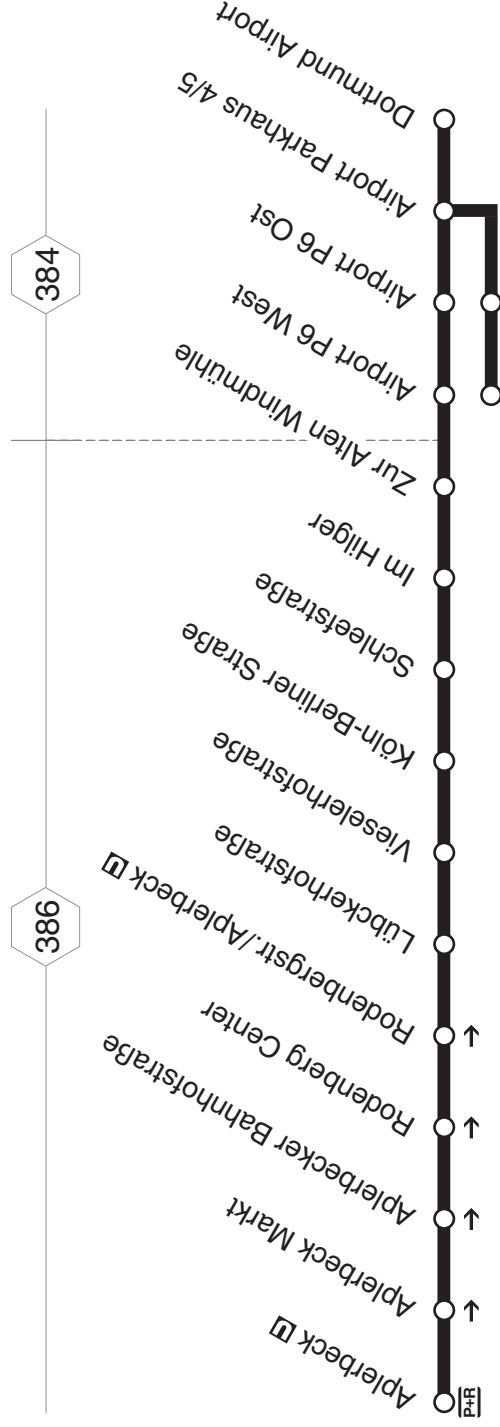 386
384
Aplerbeck U
Aplerbeck Markt
Aplerbecker Bahnhofstraße
Rodenberg Center
Rodenbergstr./Aplerbeck U
Lübckerhofstraße
Vieselerhofstraße
Köln-Berliner Straße
Schleefstraße
Im Hilger
Zur Alten Windmühle
Airport P6 West
Airport P6 Ost
Airport Parkhaus 4/5
Dortmund Airport
P+R